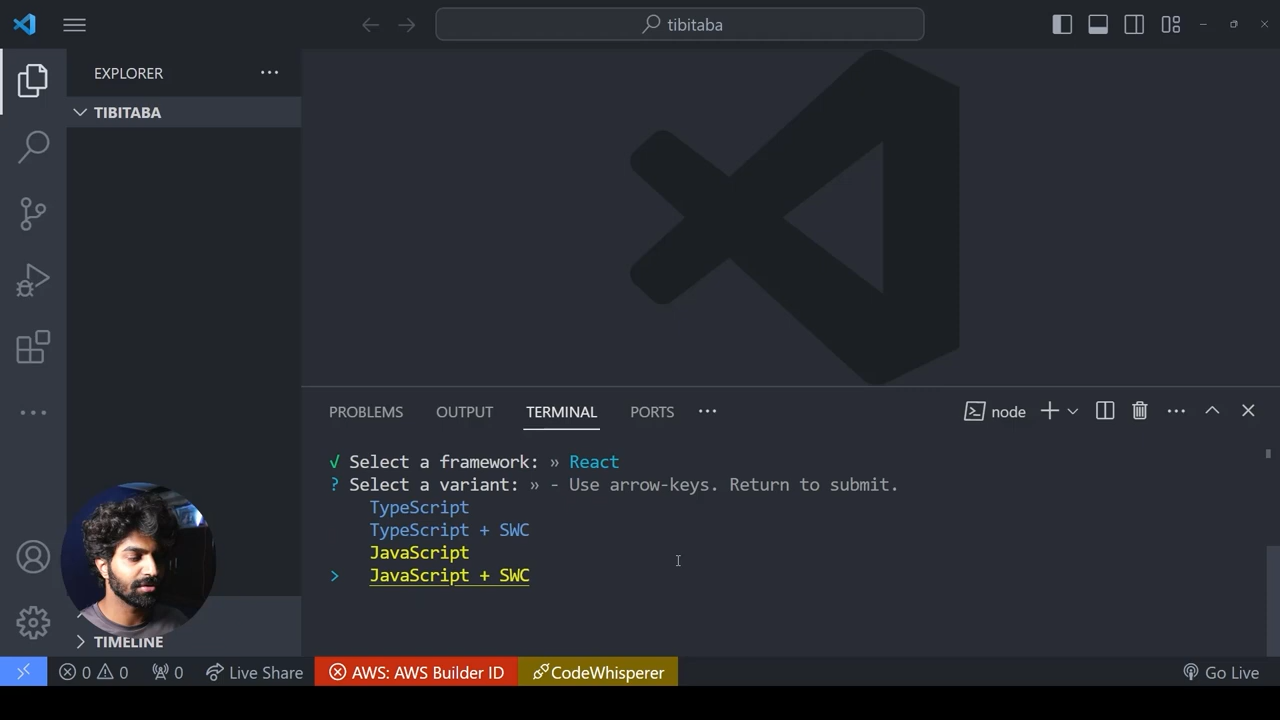 tibitaba
EXPLORER
TIBITABA
TIMELINE
PROBLEMS OUTPUT TERMINAL PORTS
node
√ Select a framework: » React
? Select a variant: » - Use arrow-keys. Return to submit.
TypeScript
TypeScript + SWC
JavaScript
> JavaScript + SWC
0 0 0 Live Share AWS: AWS Builder ID CodeWhisperer Go Live